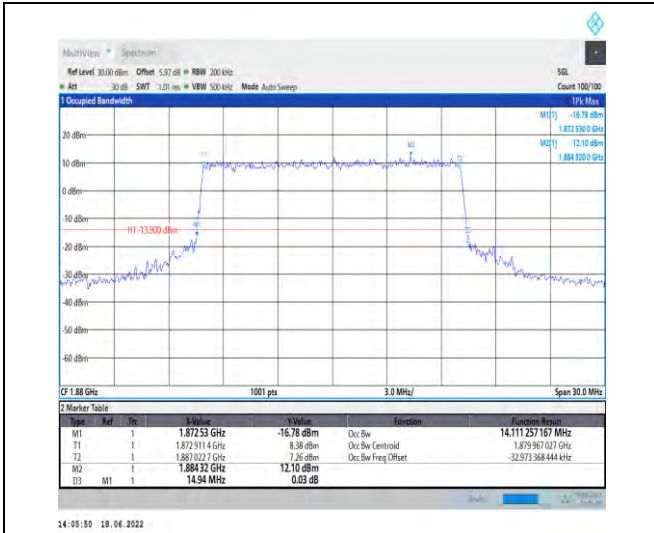 MultiView Spectrum
Ref Level 30.00 dBm Offset 5.97 dB RBW 200 kHz SGL
Att 30 dB SWT 1.01 ms VBW 500 kHz Mode Auto Sweep Count 100/100
1 Occupied Bandwidth 1Pk Max
M1[1] -16.78 dBm
1.872 530 0 GHz
M2[1] 12.10 dBm
1.884 320 0 GHz
20 dBm
10 dBm
0 dBm
-10 dBm
-20 dBm
-30 dBm
-40 dBm
-50 dBm
-60 dBm
T1
M2
T2
H1 -13.900 dBm
M1
D3
CF 1.88 GHz 1001 pts 3.0 MHz/ Span 30.0 MHz
2 Marker Table
Type Ref Trc X-Value Y-Value Function Function Result
M1 1 1.87253 GHz -16.78 dBm Occ Bw 14.111 257 167 MHz
T1 1 1.872 911 4 GHz 8.38 dBm Occ Bw Centroid 1.879 967 027 GHz
T2 1 1.887 022 7 GHz 7.26 dBm Occ Bw Freq Offset -32.973 368 444 kHz
M2 1 1.88432 GHz 12.10 dBm
D3 M1 1 14.94 MHz 0.03 dB
14:05:50 18.06.2022